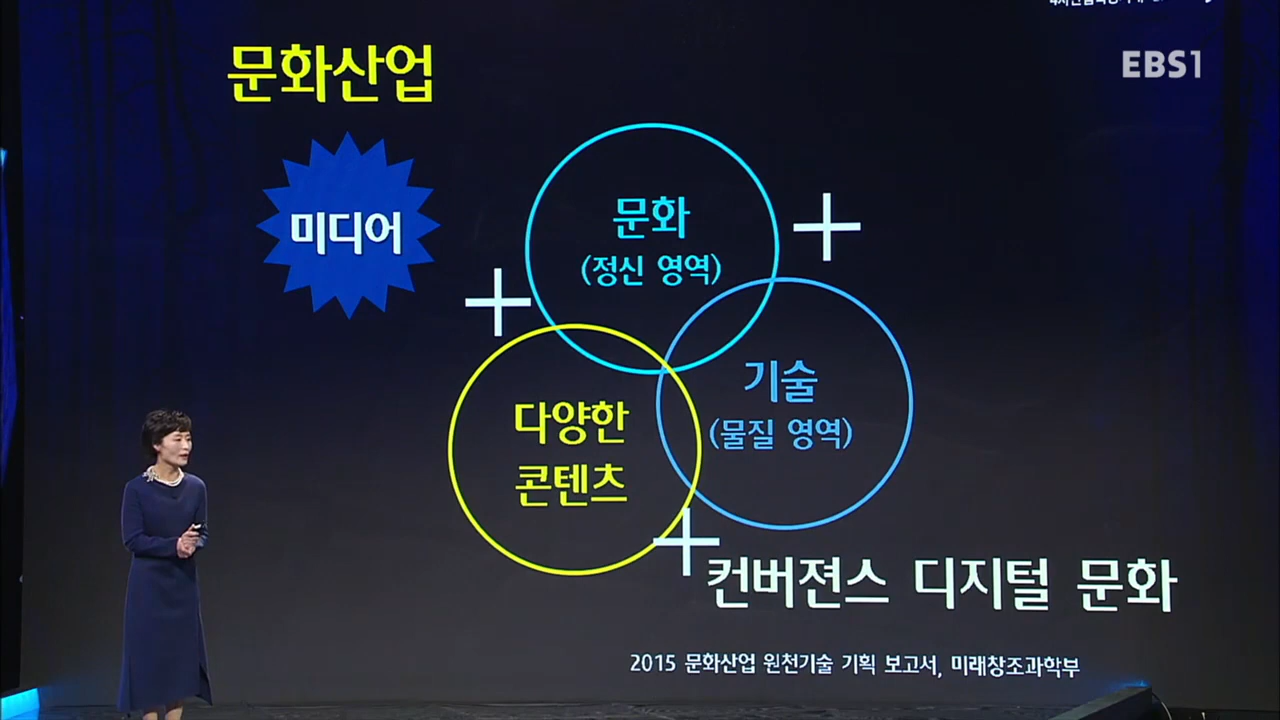 EBS1
문화산업
미디어
문화
(정신 영역)
기술
(물질 영역)
다양한
콘텐츠
컨버젼스 디지털 문화
2015 문화산업 원천기술 기획 보고서, 미래창조과학부